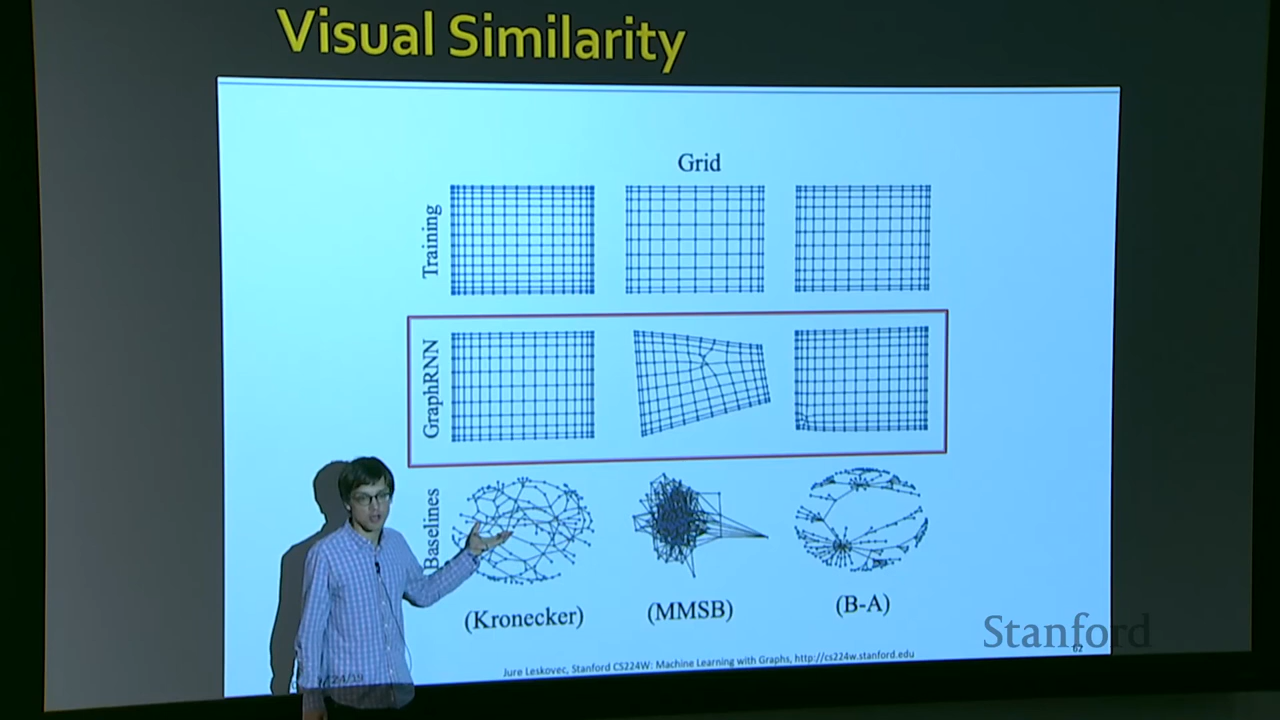 Visual Similarity
Grid
Training
GraphRNN
Baselines
(Kronecker)
(MMSB)
(B-A)
Stanford
62
Jure Leskovec, Stanford CS224W: Machine Learning with Graphs, http://cs224w.stanford.edu